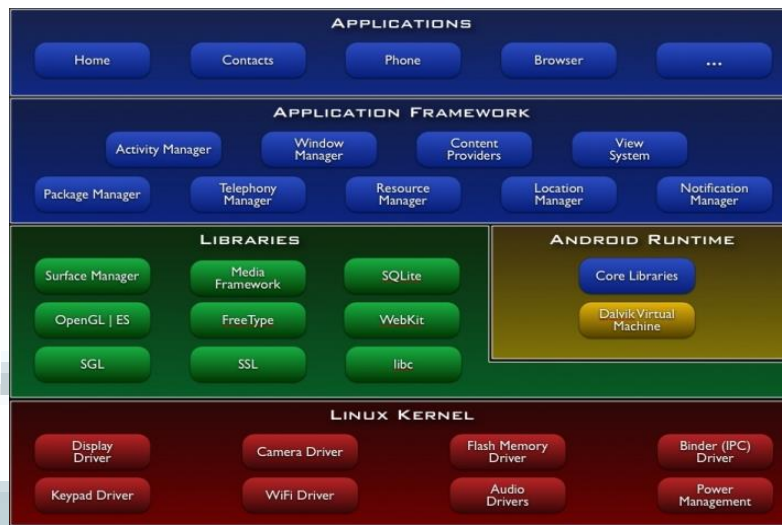 APPLICATIONS
Home
Contacts
Phone
Browser
...
APPLICATION FRAMEWORK
Activity Manager
Window
Manager
Content
Providers
View
System
Package Manager
Telephony
Manager
Resource
Manager
Location
Manager
Notification
Manager
LIBRARIES
Surface Manager
Media
Framework
SQLite
OpenGL | ES
FreeType
WebKit
SGL
SSL
libc
ANDROID RUNTIME
Core Libraries
Dalvik Virtual
Machine
LINUX KERNEL
Display
Driver
Camera Driver
Flash Memory
Driver
Binder (IPC)
Driver
Keypad Driver
WiFi Driver
Audio
Drivers
Power
Management